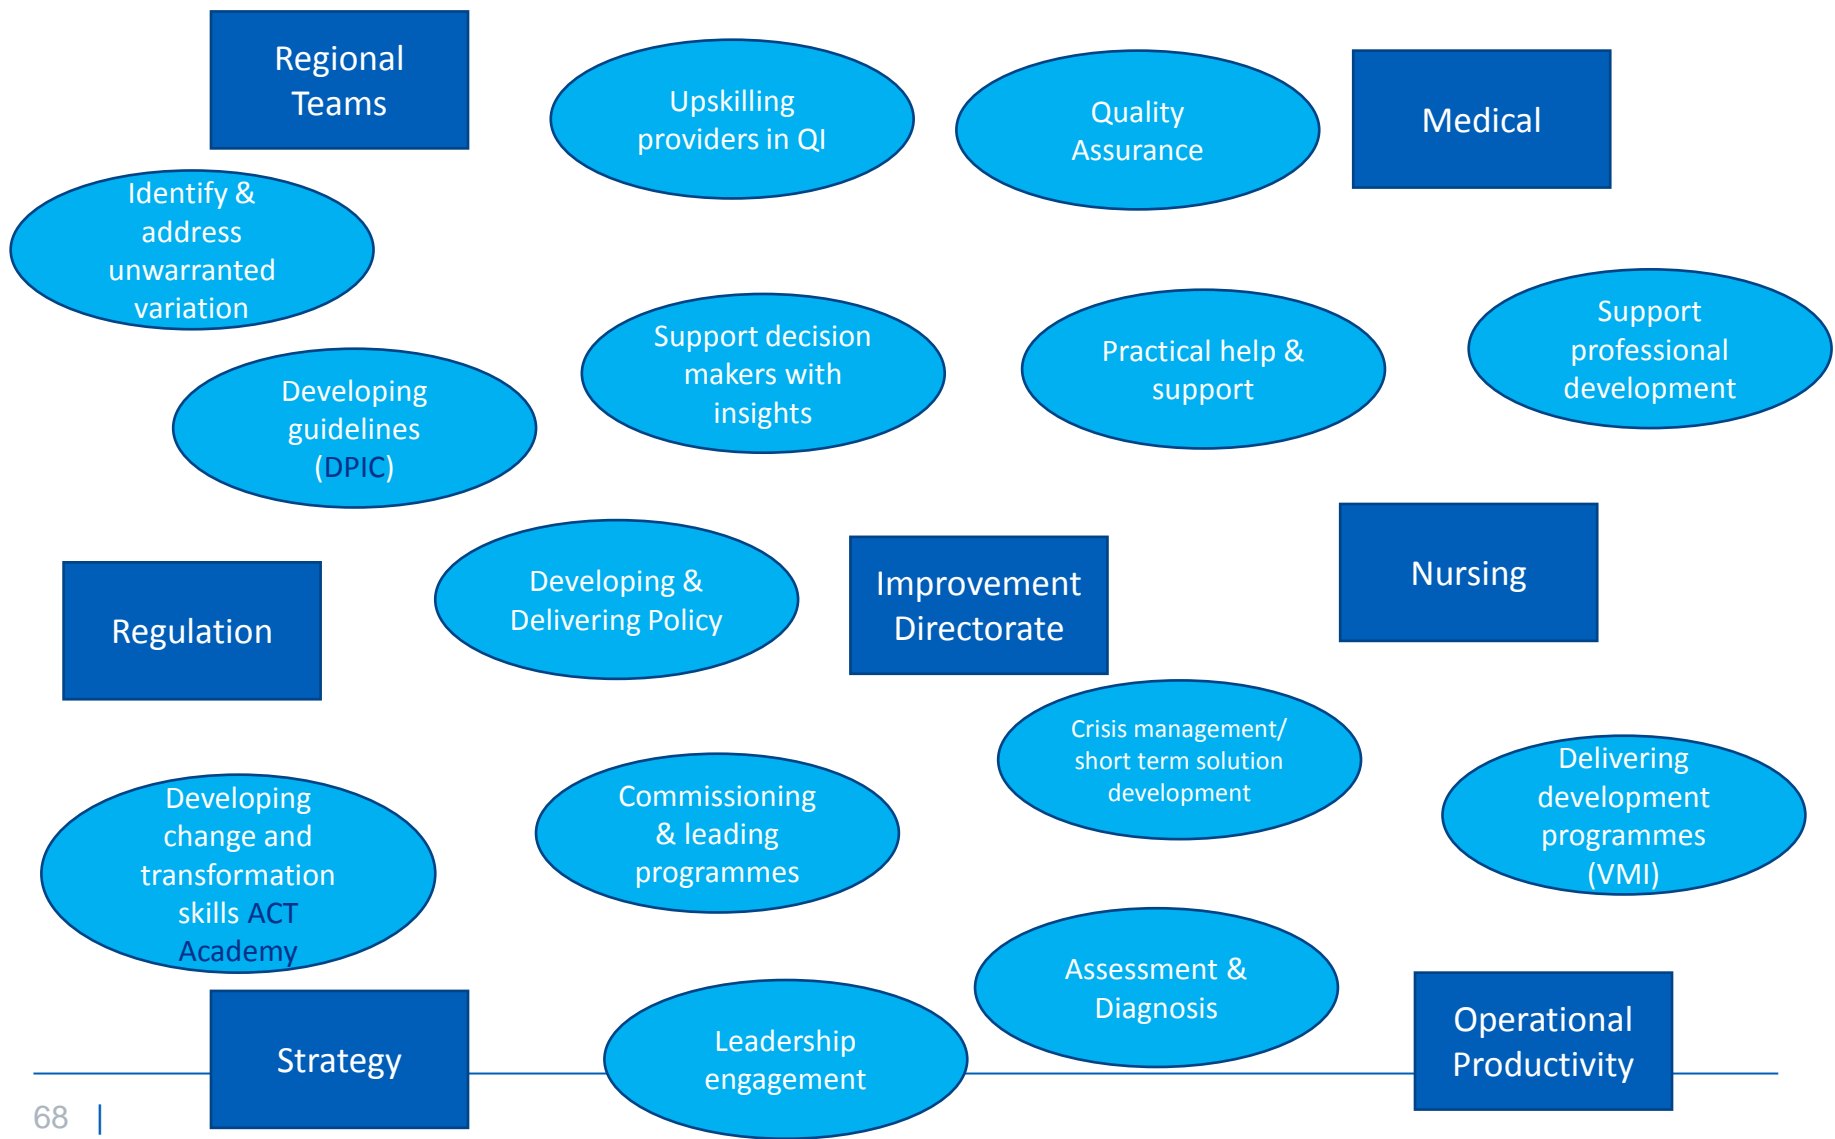 Regional
Teams
Upskilling
providers in QI
Quality
Assurance
Medical
Identify &
address
unwarranted
variation
Support decision
makers with
insights
Practical help &
support
Support
professional
development
Developing
guidelines
(DPIC)
Developing &
Delivering Policy
Improvement
Directorate
Nursing
Regulation
Crisis management/
short term solution
development
Delivering
development
programmes
(VMI)
Developing
change and
transformation
skills ACT
Academy
Commissioning
& leading
programmes
Assessment &
Diagnosis
Operational
Productivity
Strategy
Leadership
engagement
68 |